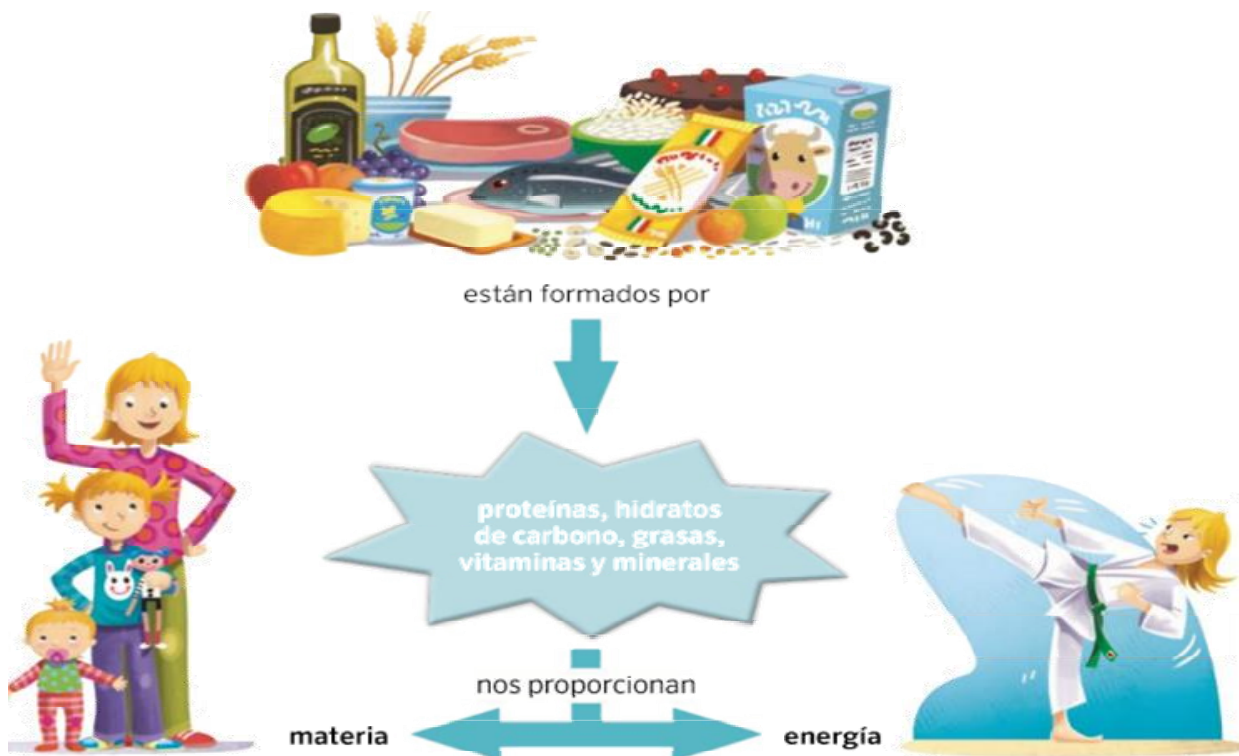 están formados por
proteínas, hidratos
de carbono, grasas,
vitaminas y minerales
nos proporcionan
materia
energía